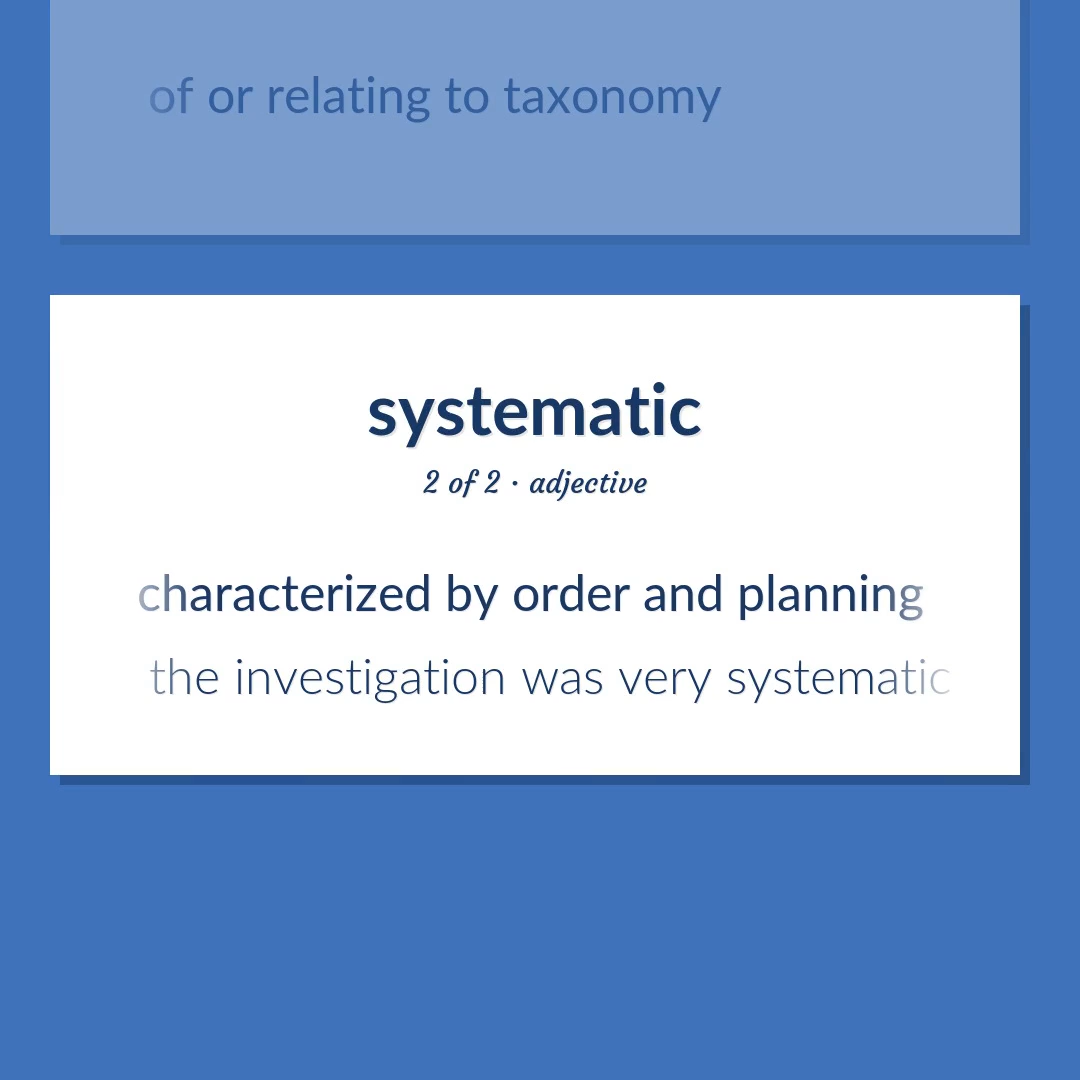 of or relating to taxonomy
systematic
2 of 2 · adjective
characterized by order and planning
the investigation was very systematic